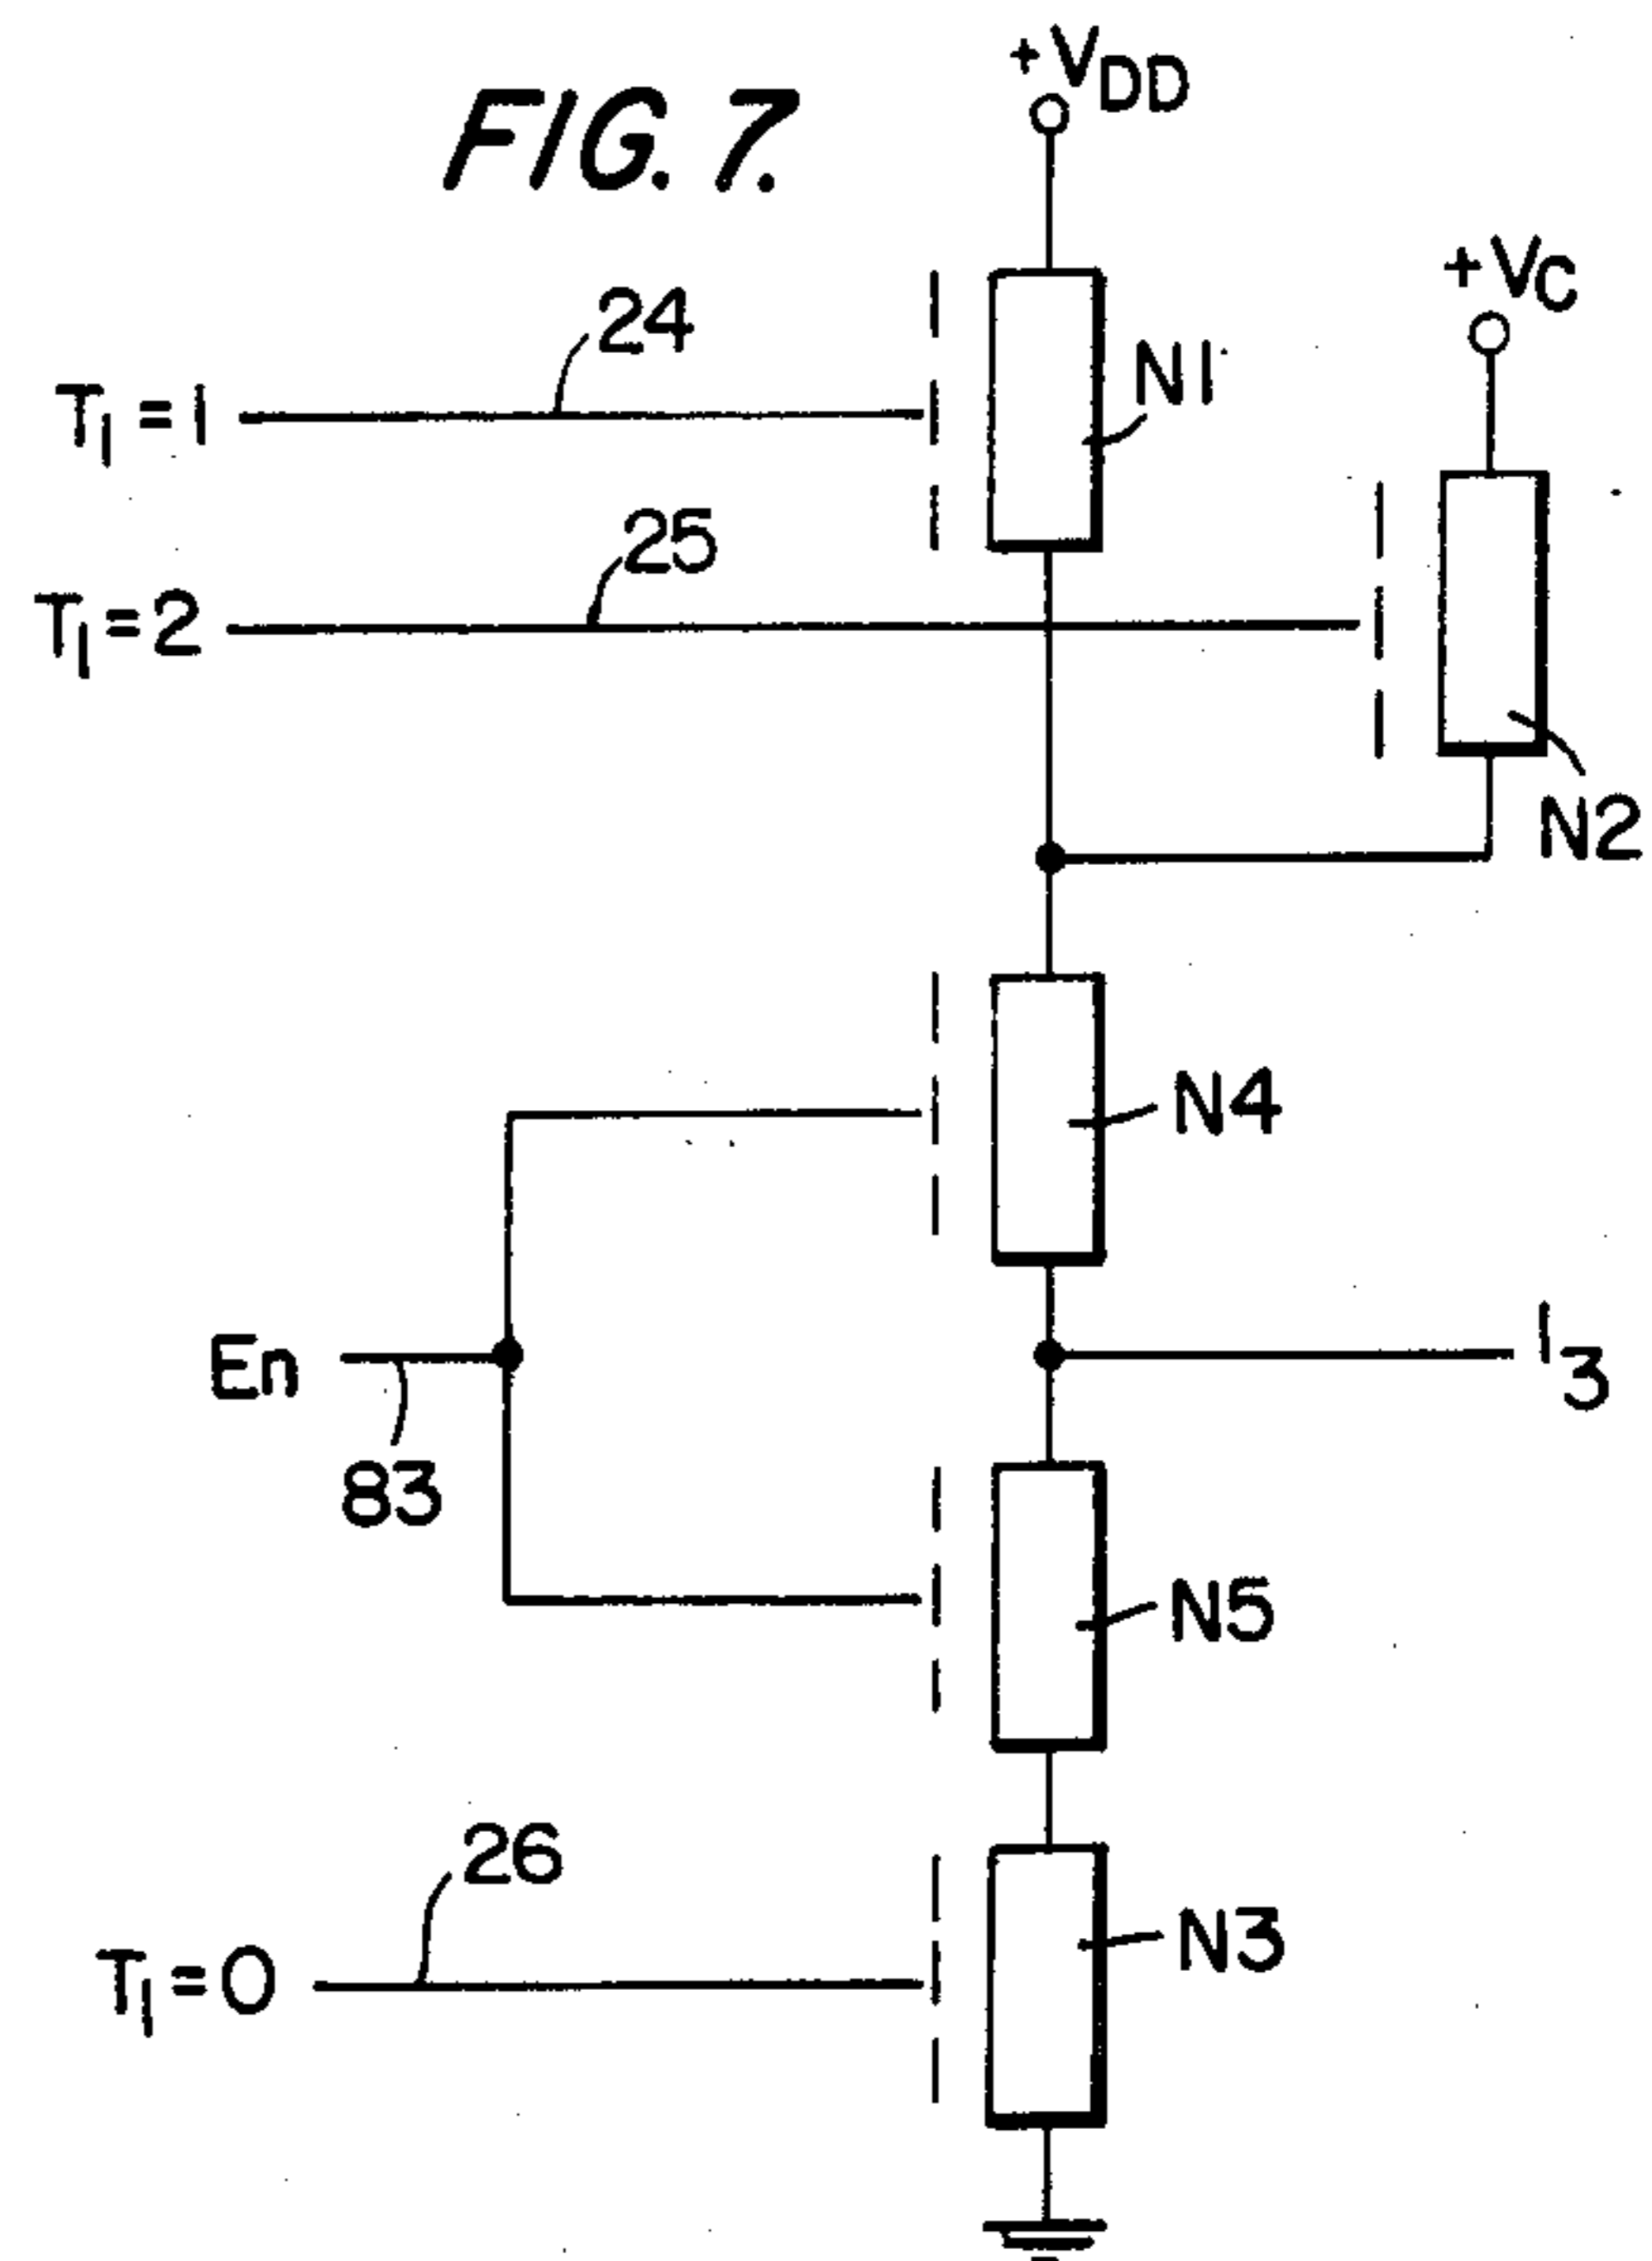 FIG. 7.
+VDD
+VC
24
N1
T1=1
25
T1=2
N2
N4
En
I3
83
N5
26
N3
T1=0